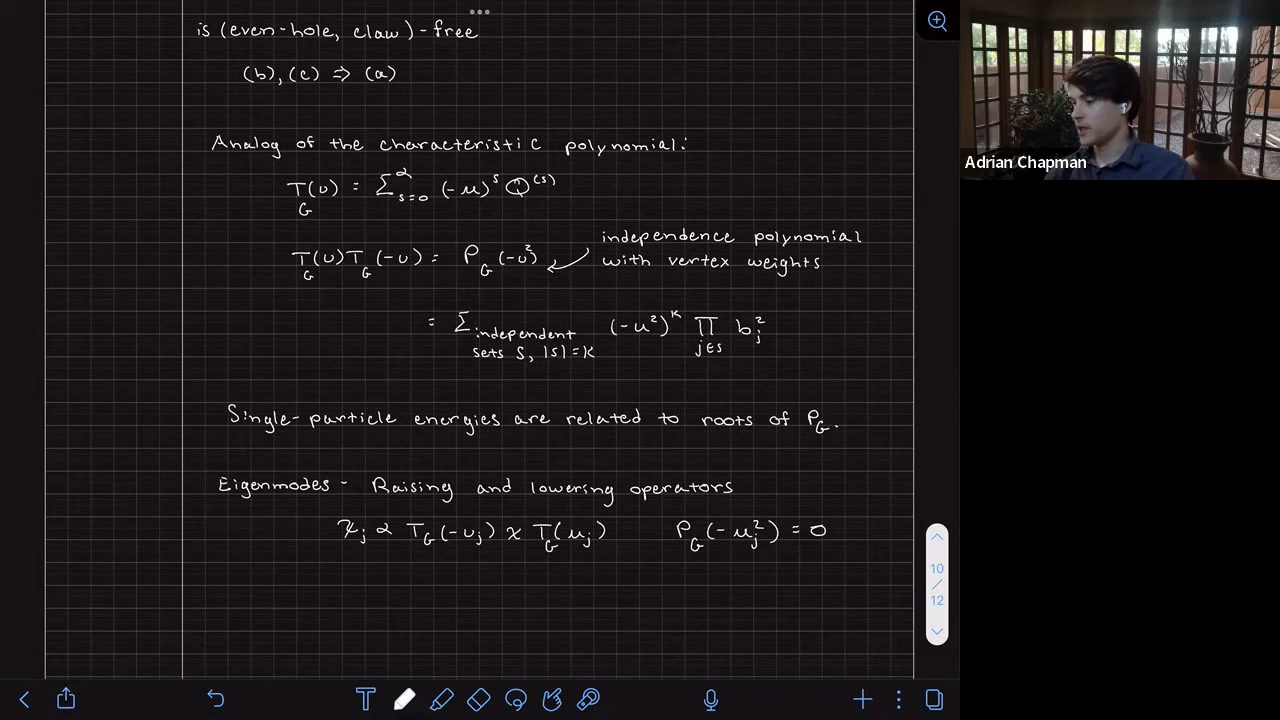 is (even-hole, claw)-free
(b), (c) ⇒ (a)
Analog of the characteristic polynomial:
T_G(u) = Σ_{s=0}^α (-u)^s Q^(s)
T_G(u) T_G(-u) = P_G(-u²)
independence polynomial
with vertex weights
= Σ_{independent sets S, |S|=k} (-u²)^k ∏_{j∈S} b_j²
Single-particle energies are related to roots of P_G.
Eigenmodes - Raising and lowering operators
ψ_j ∝ T_G(-u_j) χ T_G(u_j) P_G(-u_j²) = 0
Adrian Chapman
10
/
12
T